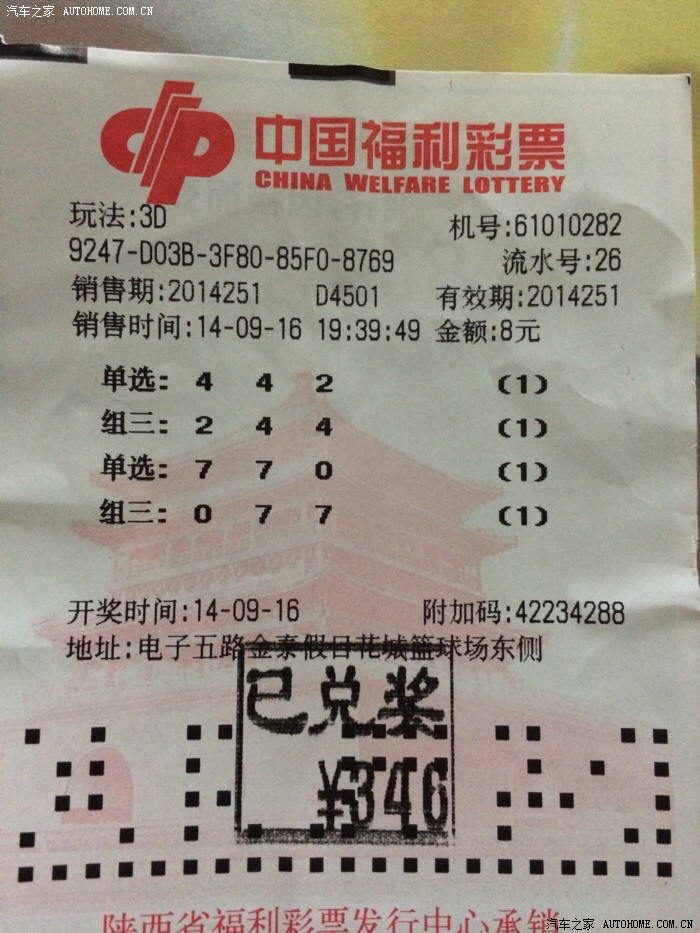 汽车之家 AUTOHOME.COM.CN
中国福利彩票
CHINA WELFARE LOTTERY
玩法:3D 机号:61010282
9247-D03B-3F80-85F0-8769 流水号:26
销售期:2014251 D4501 有效期:2014251
销售时间:14-09-16 19:39:49 金额:8元
单选: 4 4 2 (1)
组三: 2 4 4 (1)
单选: 7 7 0 (1)
组三: 0 7 7 (1)
开奖时间:14-09-16 附加码:42234288
地址:电子五路金泰假日花城篮球场东侧
已兑奖
¥346
陕西省福利彩票发行中心承销
汽车之家 AUTOHOME.COM.CN